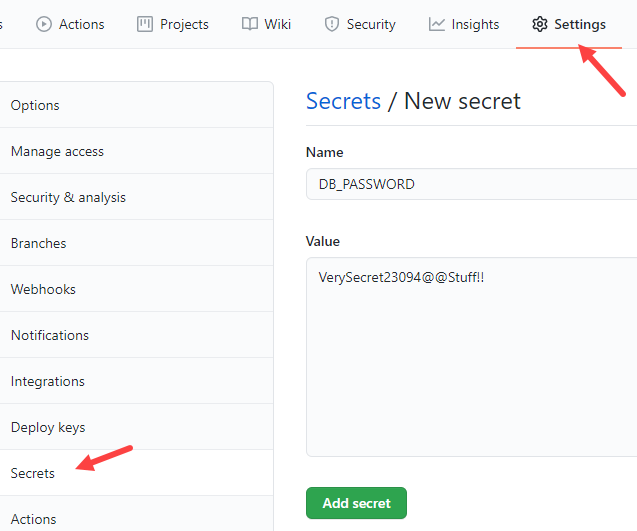 Actions Projects Wiki Security Insights Settings
Options
Manage access
Security & analysis
Branches
Webhooks
Notifications
Integrations
Deploy keys
Secrets
Actions
Secrets / New secret
Name
DB_PASSWORD
Value
VerySecret23094@@Stuff!!
Add secret